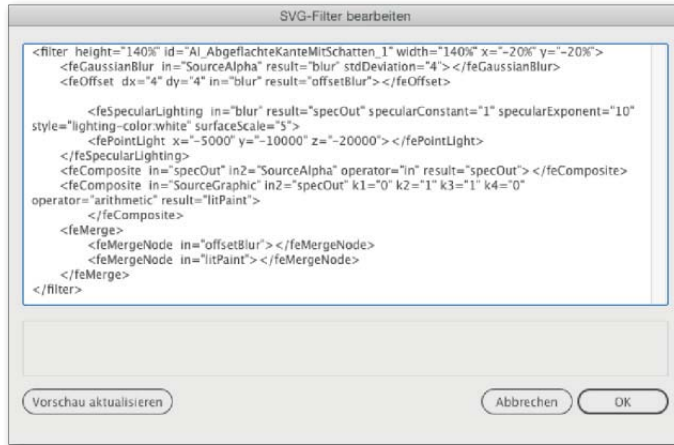 SVG-Filter bearbeiten
<filter height="140%" id="AI_AbgeflachteKanteMitSchatten_1" width="140%" x="-20%" y="-20%">
<feGaussianBlur in="SourceAlpha" result="blur" stdDeviation="4"></feGaussianBlur>
<feOffset dx="4" dy="4" in="blur" result="offsetBlur"></feOffset>
<feSpecularLighting in="blur" result="specOut" specularConstant="1" specularExponent="10"
style="lighting-color:white" surfaceScale="5">
<fePointLight x="-5000" y="-10000" z="-20000"></fePointLight>
</feSpecularLighting>
<feComposite in="specOut" in2="SourceAlpha" operator="in" result="specOut"></feComposite>
<feComposite in="SourceGraphic" in2="specOut" k1="0" k2="1" k3="1" k4="0"
operator="arithmetic" result="litPaint">
</feComposite>
<feMerge>
<feMergeNode in="offsetBlur"></feMergeNode>
<feMergeNode in="litPaint"></feMergeNode>
</feMerge>
</filter>
Vorschau aktualisieren
Abbrechen
OK